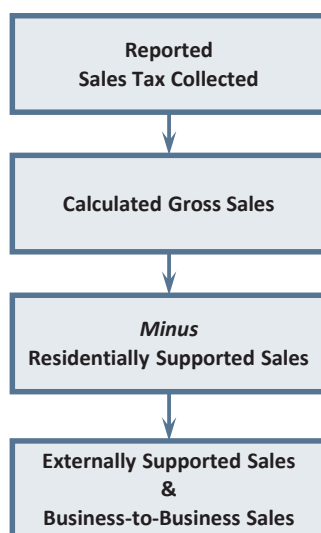 Reported
Sales Tax Collected
Calculated Gross Sales
Minus
Residentially Supported Sales
Externally Supported Sales
&
Business-to-Business Sales